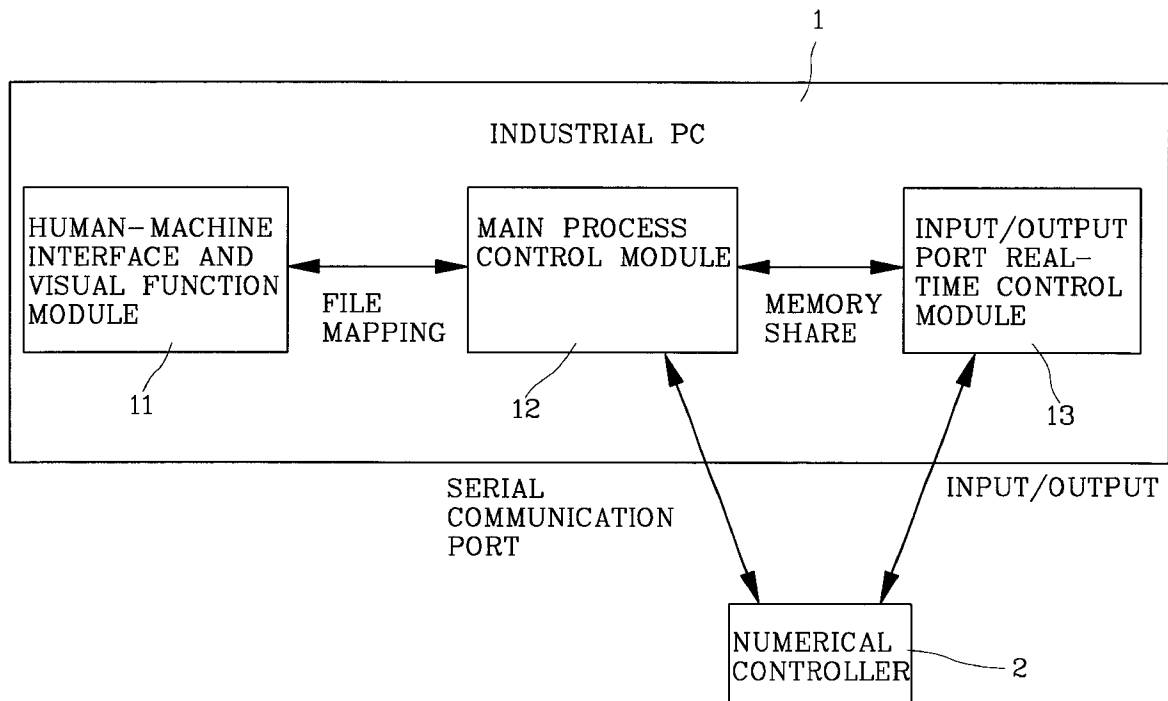 1
INDUSTRIAL PC
HUMAN-MACHINE
INTERFACE AND
VISUAL FUNCTION
MODULE
11
FILE
MAPPING
MAIN PROCESS
CONTROL MODULE
12
MEMORY
SHARE
INPUT/OUTPUT
PORT REAL-
TIME CONTROL
MODULE
13
SERIAL
COMMUNICATION
PORT
INPUT/OUTPUT
NUMERICAL
CONTROLLER
2